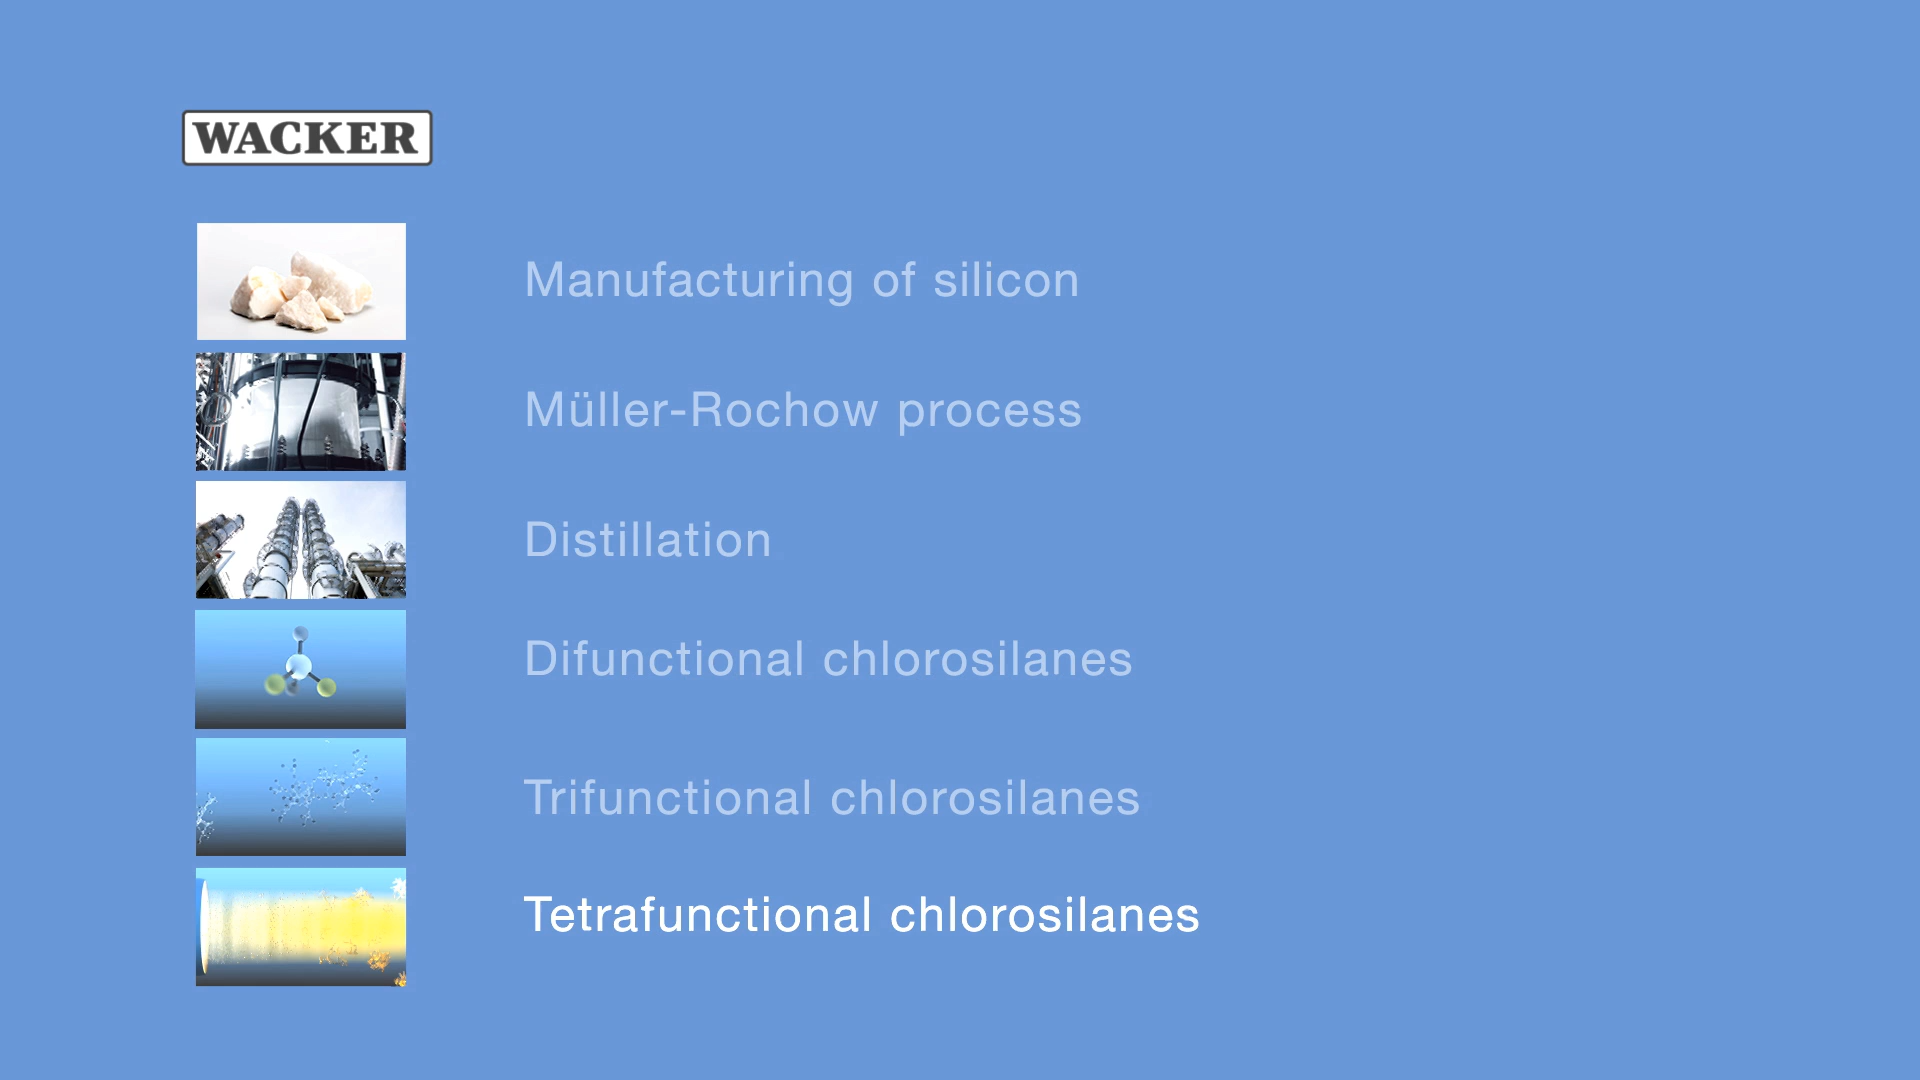 WACKER
Manufacturing of silicon
Müller-Rochow process
Distillation
Difunctional chlorosilanes
Trifunctional chlorosilanes
Tetrafunctional chlorosilanes